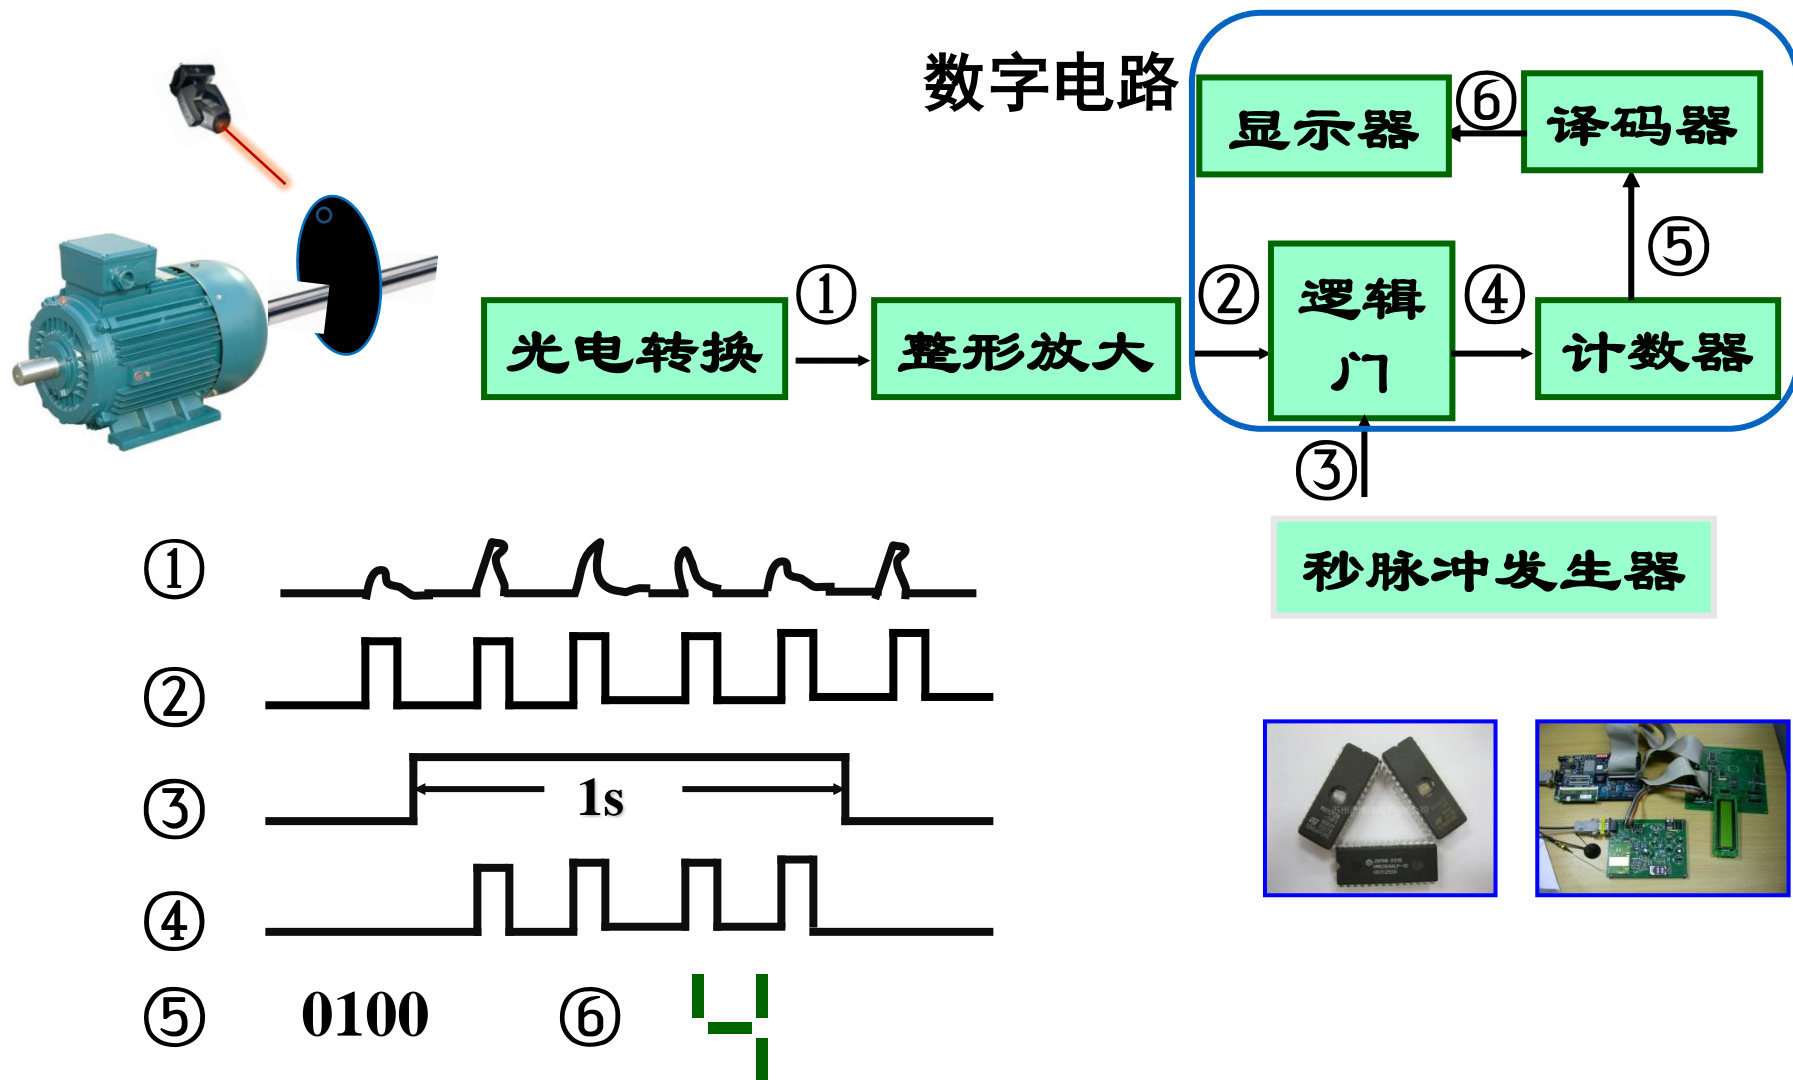 数字电路
显示器
⑥
译码器
⑤
光电转换
①
整形放大
②
逻辑
门
④
计数器
③
秒脉冲发生器
①
②
③
1s
④
⑤
0100
⑥
4